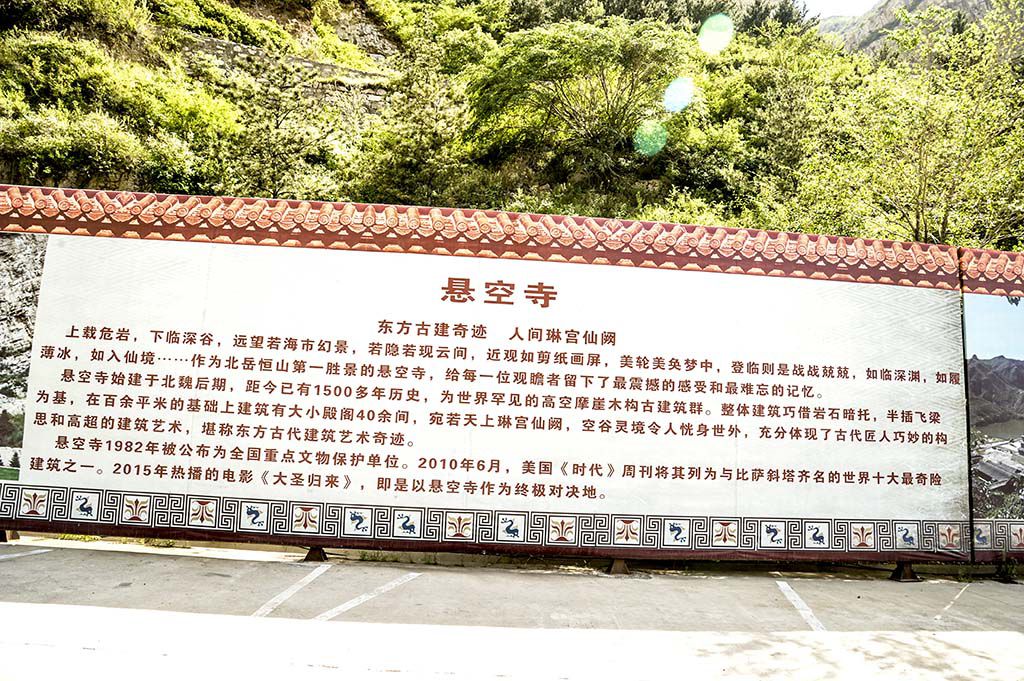 悬空寺
东方古建奇迹 人间琳宫仙阙
上载危岩，下临深谷，远望若海市幻景，若隐若现云间，近观如剪纸画屏，美轮美奂梦中，登临则是战战兢兢，如临深渊，如履
薄冰，如入仙境……作为北岳恒山第一胜景的悬空寺，给每一位观瞻者留下了最震撼的感受和最难忘的记忆。
悬空寺始建于北魏后期，距今已有1500多年历史，为世界罕见的高空摩崖木构古建筑群。整体建筑巧借岩石暗托，半插飞梁
为基，在百余平米的基础上建筑有大小殿阁40余间，宛若天上琳宫仙阙，空谷灵境令人恍身世外，充分体现了古代匠人巧妙的构
思和高超的建筑艺术，堪称东方古代建筑艺术奇迹。
悬空寺1982年被公布为全国重点文物保护单位。2010年6月，美国《时代》周刊将其列为与比萨斜塔齐名的世界十大最奇险
建筑之一。2015年热播的电影《大圣归来》，即是以悬空寺作为终极对决地。